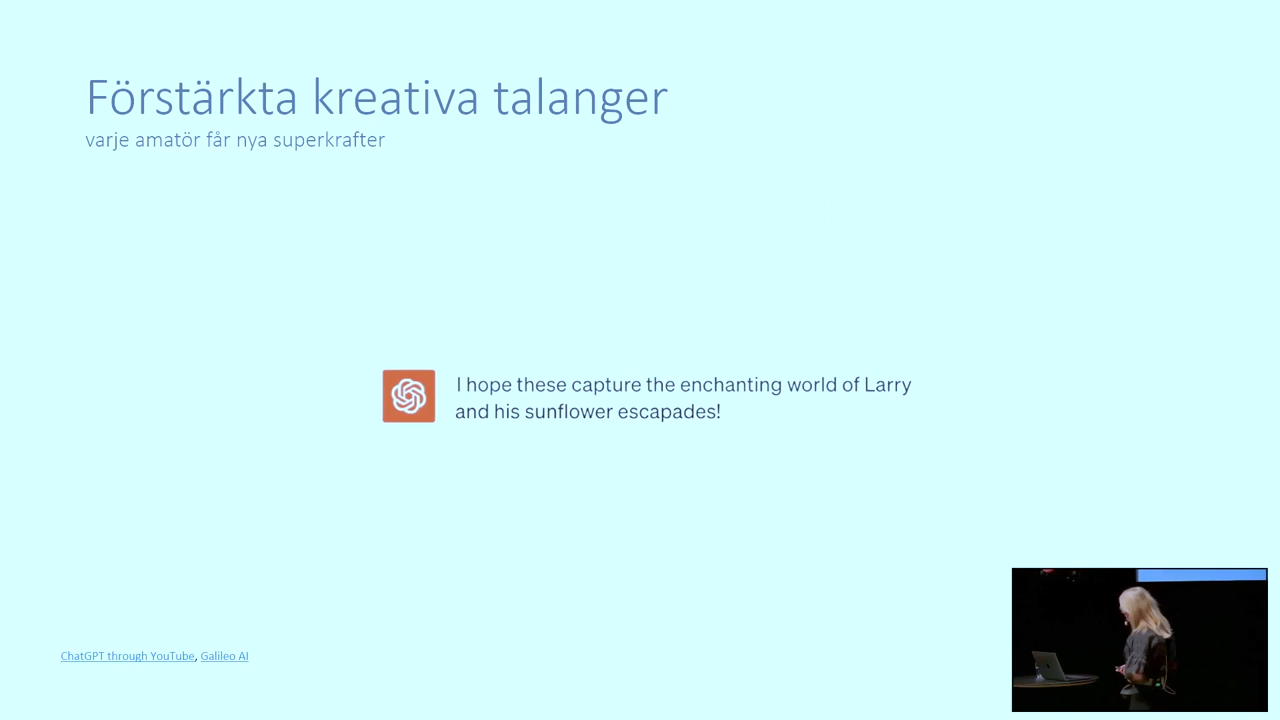 Förstärkta kreativa talanger
varje amatör får nya superkrafter
I hope these capture the enchanting world of Larry
and his sunflower escapades!
ChatGPT through YouTube, Galileo AI